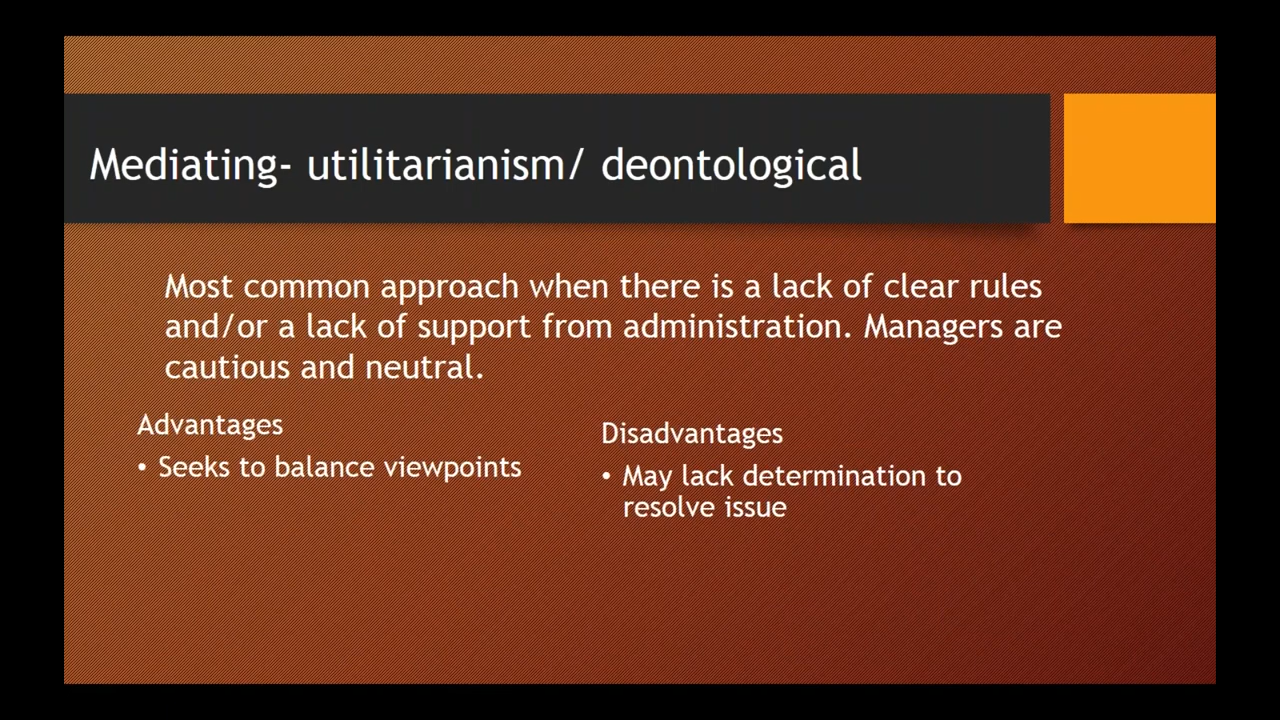 Mediating- utilitarianism/ deontological
Most common approach when there is a lack of clear rules
and/or a lack of support from administration. Managers are
cautious and neutral.
Advantages
• Seeks to balance viewpoints
Disadvantages
• May lack determination to
resolve issue